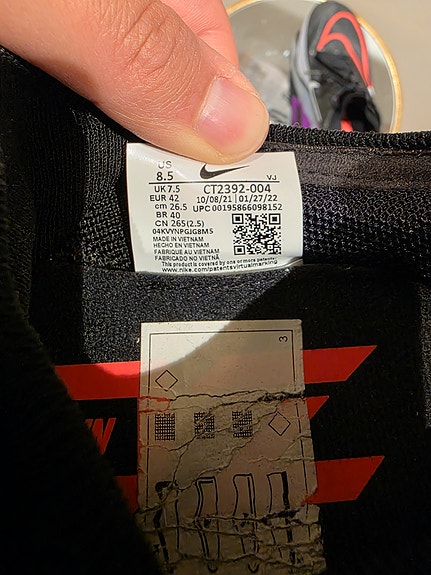 US
8.5
VJ
UK 7.5
CT2392-004
EUR 42
10/08/21 | 01/27/22
cm 26.5
UPC 00195866098152
BR 40
CN 265(2.5)
04KVYNPGJG8M5
MADE IN VIETNAM
HECHO EN VIETNAM
FABRIQUE AU VIETNAM
FABRICADO NO VIETNÃ
This product is covered by one or more patents
www.nike.com/patentsvirtualmarking
3